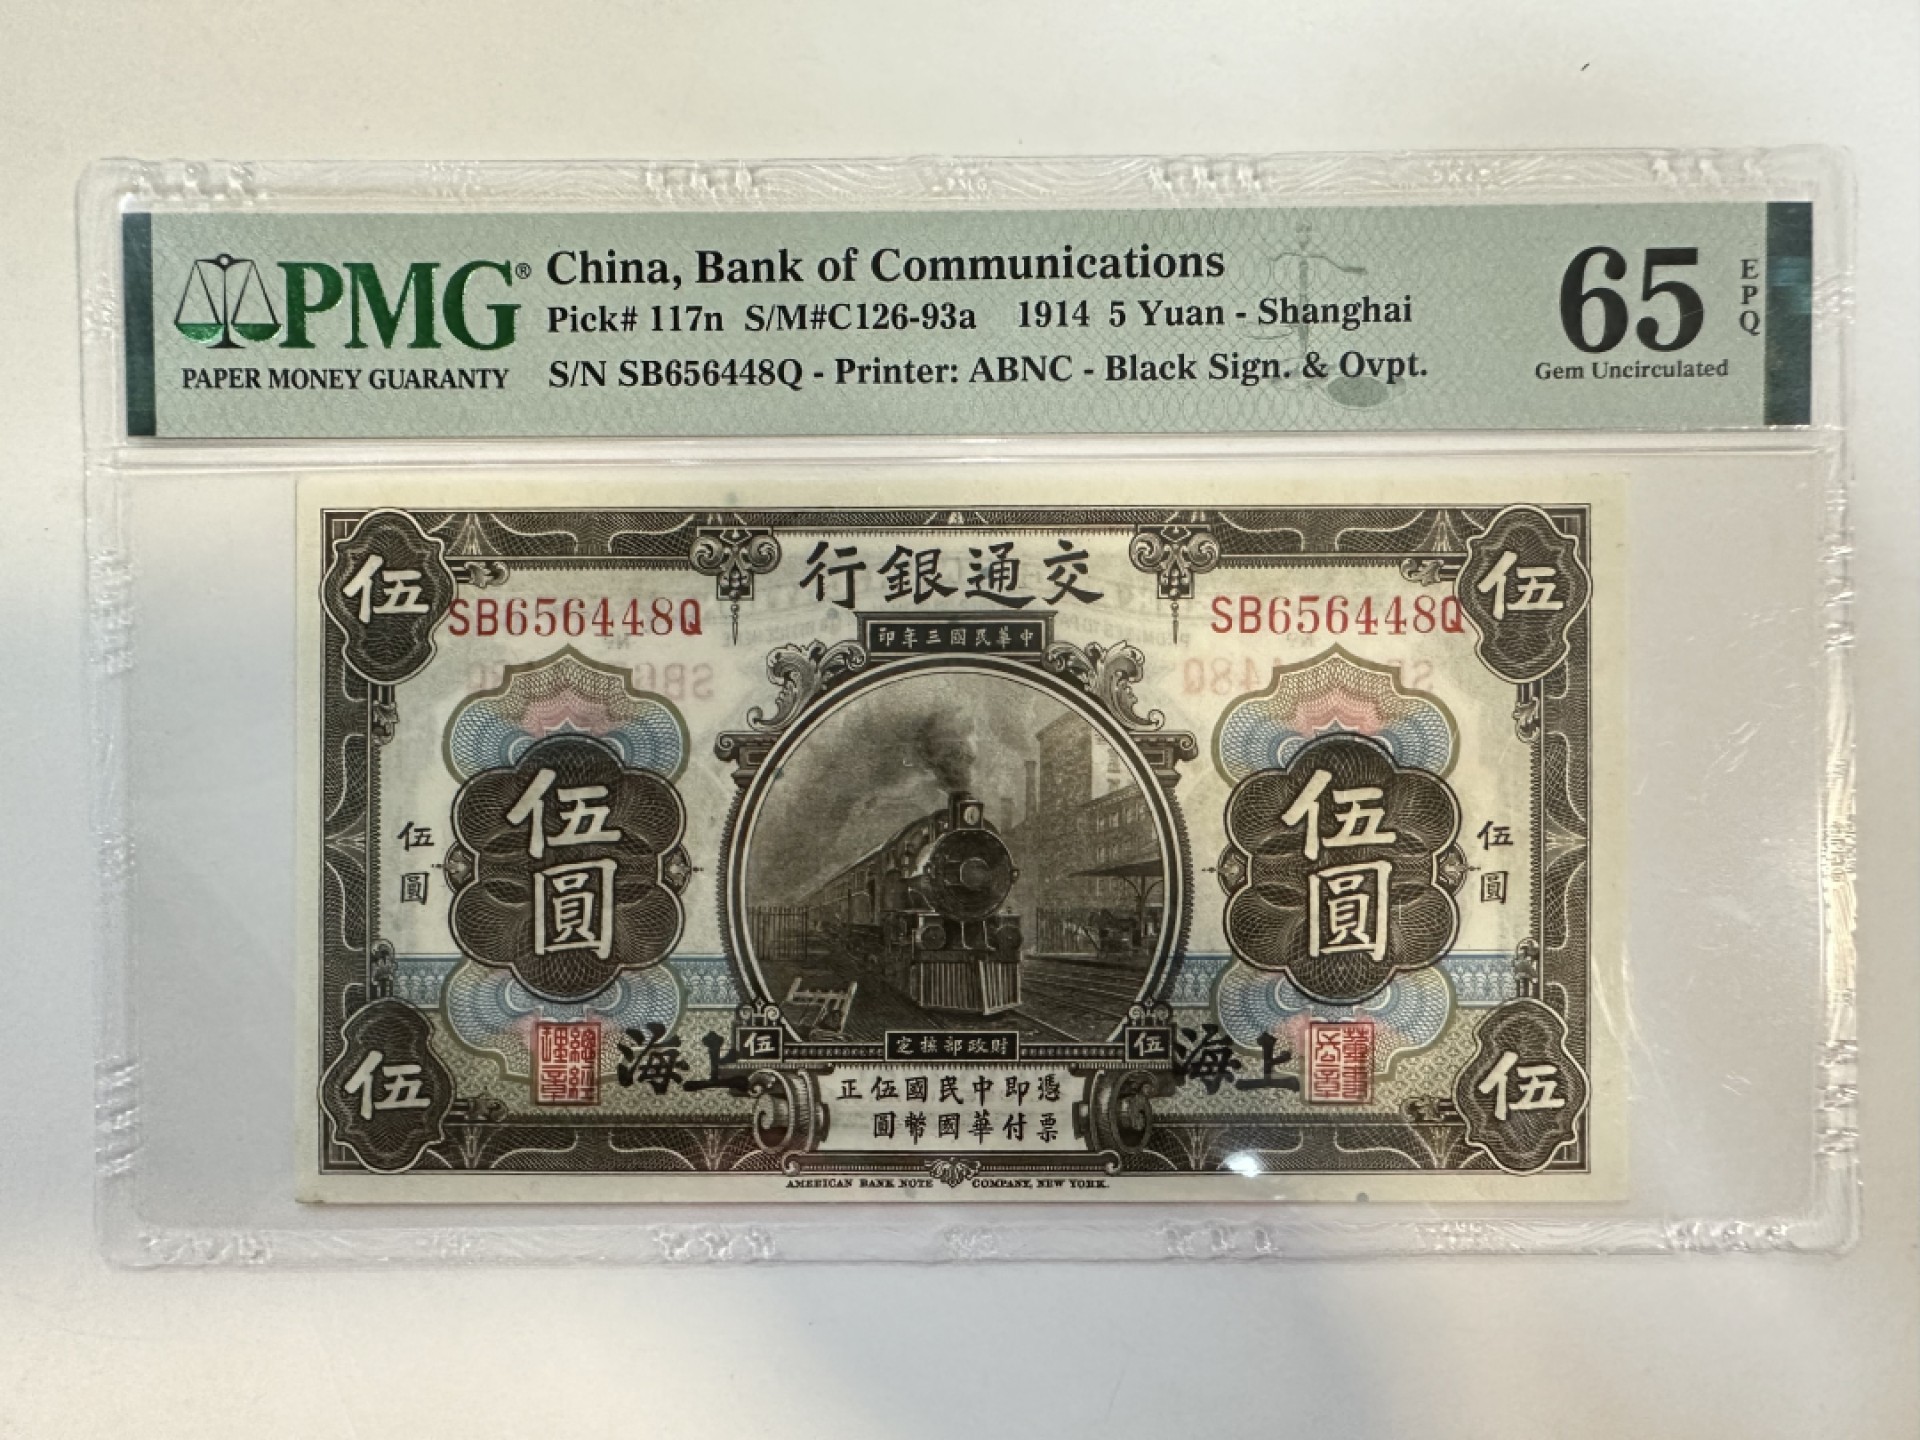 PMG®
PAPER MONEY GUARANTY
China, Bank of Communications
Pick# 117n S/M#C126-93a 1914 5 Yuan - Shanghai
S/N SB656448Q - Printer: ABNC - Black Sign. & Ovpt.
65
EPQ
Gem Uncirculated
伍
行銀通交
伍
SB656448Q
SB656448Q
印年三國民華中
伍圓
伍圓
伍圓
伍圓
海上
伍
定核部政財
伍
海上
伍
正伍國民中即憑
圓幣國華付票
伍
AMERICAN BANK NOTE COMPANY, NEW YORK.